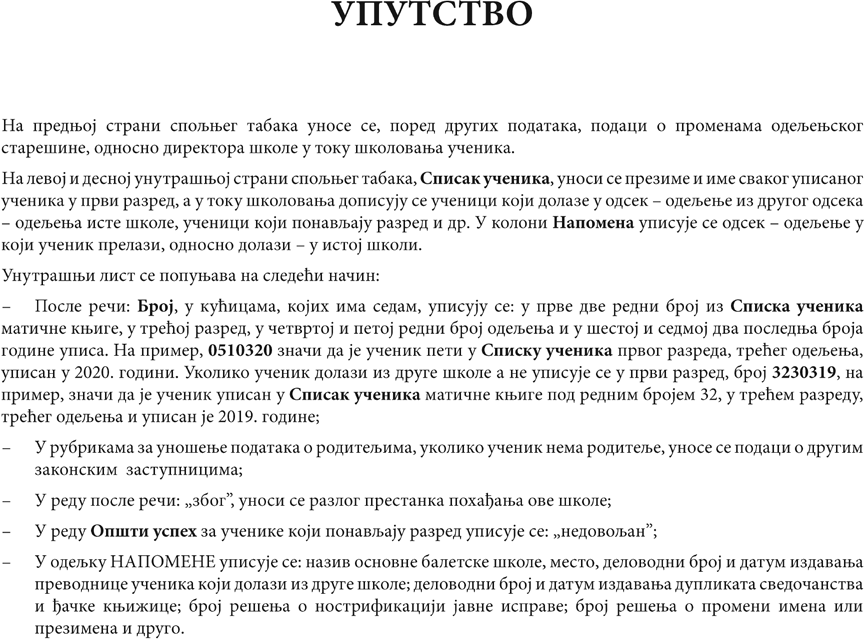 УПУТСТВО
На предњој страни спољњег табака уносе се, поред других података, подаци о променама одељењског
старешине, односно директора школе у току школовања ученика.
На левој и десној унутрашњој страни спољњег табака, Списак ученика, уноси се презиме и име сваког уписаног
ученика у први разред, а у току школовања дописују се ученици који долазе у одсек – одељење из другог одсека
– одељења исте школе, ученици који понављају разред и др. У колони Напомена уписује се одсек – одељење у
који ученик прелази, односно долази – у истој школи.
Унутрашњи лист се попуњава на следећи начин:
– После речи: Број, у кућицама, којих има седам, уписују се: у прве две редни број из Списка ученика
матичне књиге, у трећој разред, у четвртој и петој редни број одељења и у шестој и седмој два последња броја
године уписа. На пример, 0510320 значи да је ученик пети у Списку ученика првог разреда, трећег одељења,
уписан у 2020. години. Уколико ученик долази из друге школе а не уписује се у први разред, број 3230319, на
пример, значи да је ученик уписан у Списак ученика матичне књиге под редним бројем 32, у трећем разреду,
трећег одељења и уписан је 2019. године;
– У рубрикама за уношење података о родитељима, уколико ученик нема родитеље, уносе се подаци о другим
законским заступницима;
– У реду после речи: „због”, уноси се разлог престанка похађања ове школе;
– У реду Општи успех за ученике који понављају разред уписује се: „недовољан”;
– У одељку НАПОМЕНЕ уписује се: назив основне балетске школе, место, деловодни број и датум издавања
преводнице ученика који долази из друге школе; деловодни број и датум издавања дупликата сведочанства
и ђачке књижице; број решења о нострификацији јавне исправе; број решења о промени имена или
презимена и друго.